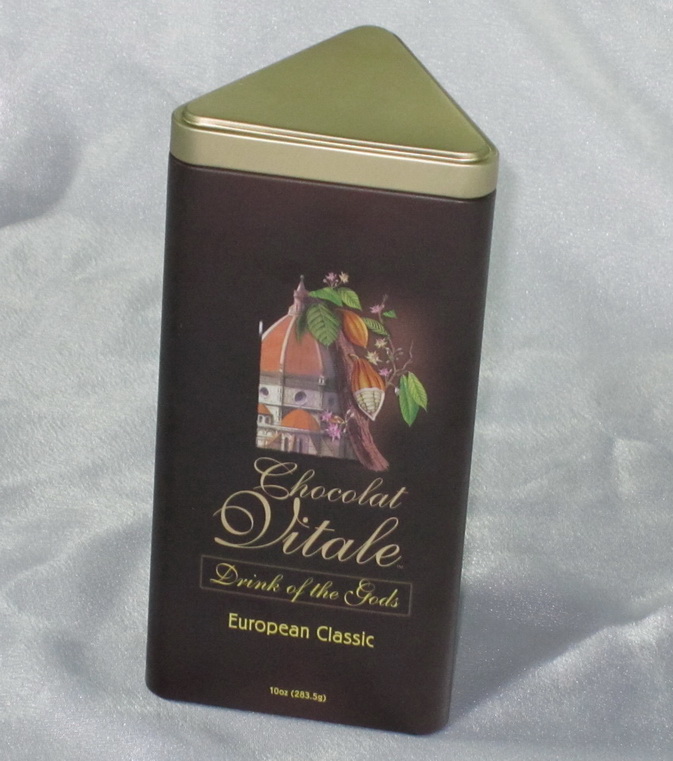 Chocolat
Vitale
Drink of the Gods
European Classic
10oz (283.5g)